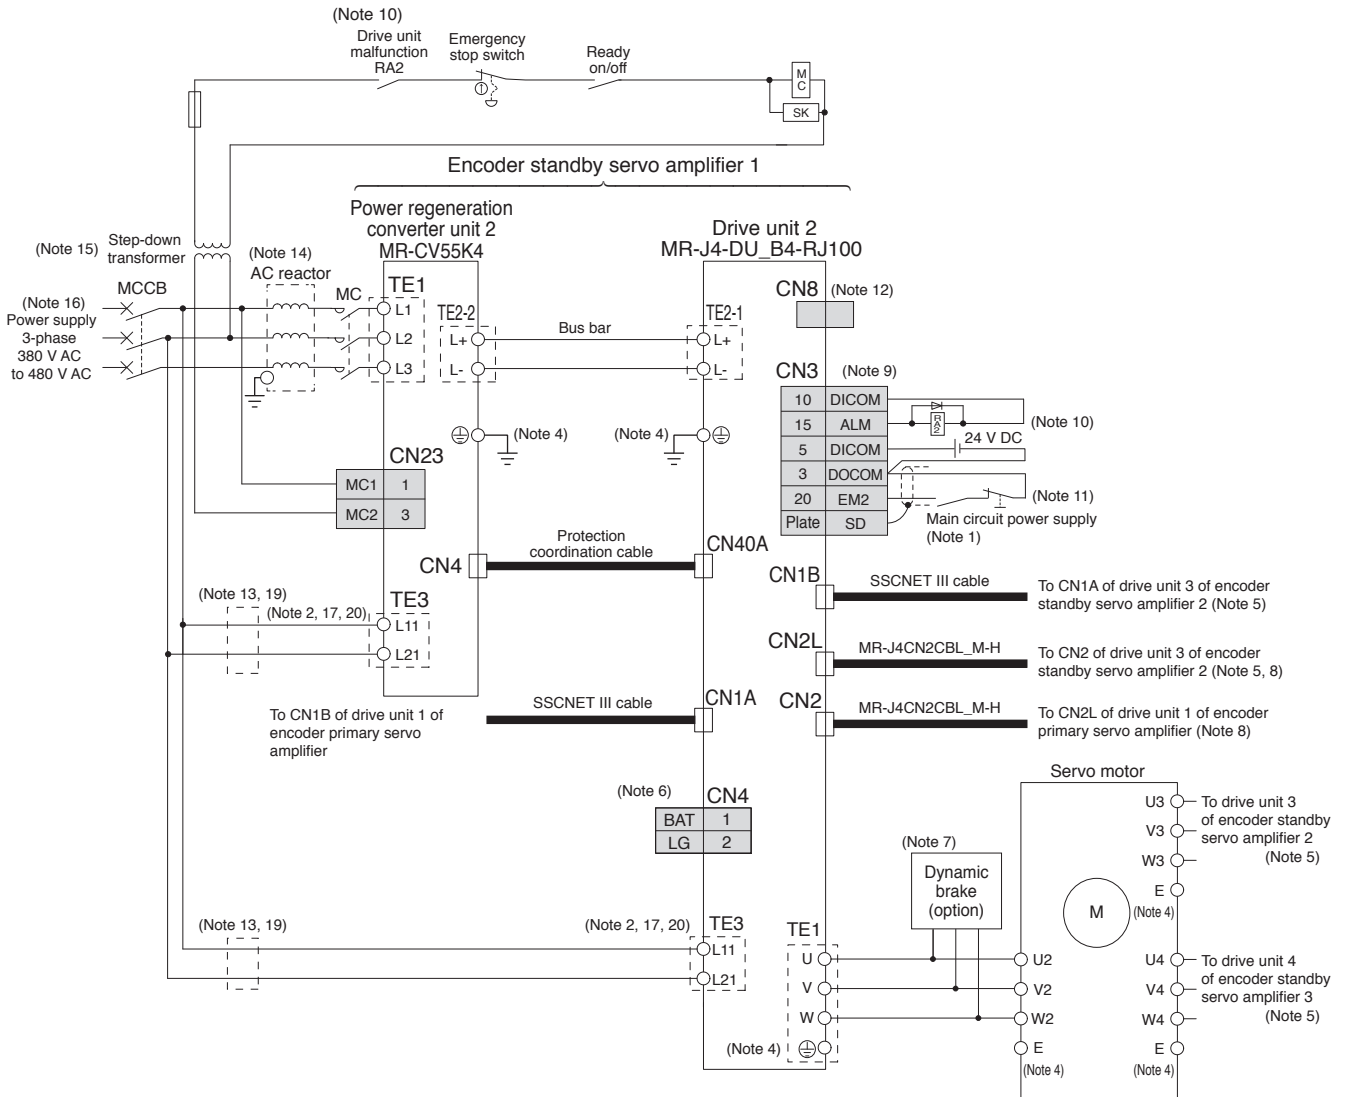 (Note 10)
Drive unit
malfunction
RA2
Emergency
stop switch
Ready
on/off
M
C
SK
Encoder standby servo amplifier 1
Power regeneration
converter unit 2
MR-CV55K4
Drive unit 2
MR-J4-DU_B4-RJ100
(Note 15)
Step-down
transformer
(Note 14)
AC reactor
MCCB
MC
(Note 16)
Power supply
3-phase
380 V AC
to 480 V AC
TE1
L1
L2
L3
TE2-2
L+
L-
Bus bar
TE2-1
L+
L-
CN8
(Note 12)
CN3
(Note 9)
10 DICOM
15 ALM
5 DICOM
3 DOCOM
20 EM2
Plate SD
RA2
(Note 10)
24 V DC
(Note 11)
Main circuit power supply
(Note 1)
(Note 4)
(Note 4)
CN23
MC1 1
MC2 3
CN4
Protection
coordination cable
CN40A
CN1B
SSCNET III cable
To CN1A of drive unit 3 of encoder
standby servo amplifier 2 (Note 5)
(Note 13, 19)
(Note 2, 17, 20)
TE3
L11
L21
CN2L
MR-J4CN2CBL_M-H
To CN2 of drive unit 3 of encoder
standby servo amplifier 2 (Note 5, 8)
To CN1B of drive unit 1 of
encoder primary servo
amplifier
SSCNET III cable
CN1A
CN2
MR-J4CN2CBL_M-H
To CN2L of drive unit 1 of encoder
primary servo amplifier (Note 8)
(Note 6)
CN4
BAT 1
LG 2
Servo motor
U3
V3
W3
E
(Note 4)
To drive unit 3
of encoder standby
servo amplifier 2
(Note 5)
(Note 7)
Dynamic
brake
(option)
M
(Note 13, 19)
(Note 2, 17, 20)
TE3
L11
L21
TE1
U
V
W
(Note 4)
U2
V2
W2
E
(Note 4)
U4
V4
W4
E
(Note 4)
To drive unit 4
of encoder standby
servo amplifier 3
(Note 5)